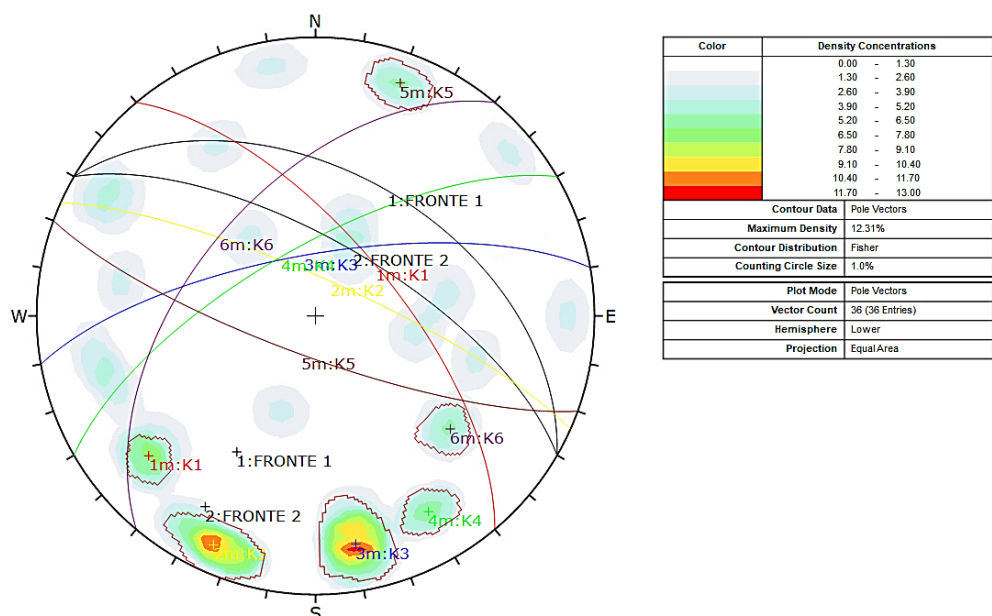 N
5m:K5
1:FRONTE 1
6m:K6
2:FRONTE 2
4m:K4
3m:K3
1m:K1
2m:K2
W
E
5m:K5
6m:K6
1:FRONTE 1
1m:K1
2:FRONTE 2
4m:K4
2m:K2
3m:K3
S
Color Density Concentrations
0.00 - 1.30
1.30 - 2.60
2.60 - 3.90
3.90 - 5.20
5.20 - 6.50
6.50 - 7.80
7.80 - 9.10
9.10 - 10.40
10.40 - 11.70
11.70 - 13.00
Contour Data Pole Vectors
Maximum Density 12.31%
Contour Distribution Fisher
Counting Circle Size 1.0%
Plot Mode Pole Vectors
Vector Count 36 (36 Entries)
Hemisphere Lower
Projection Equal Area